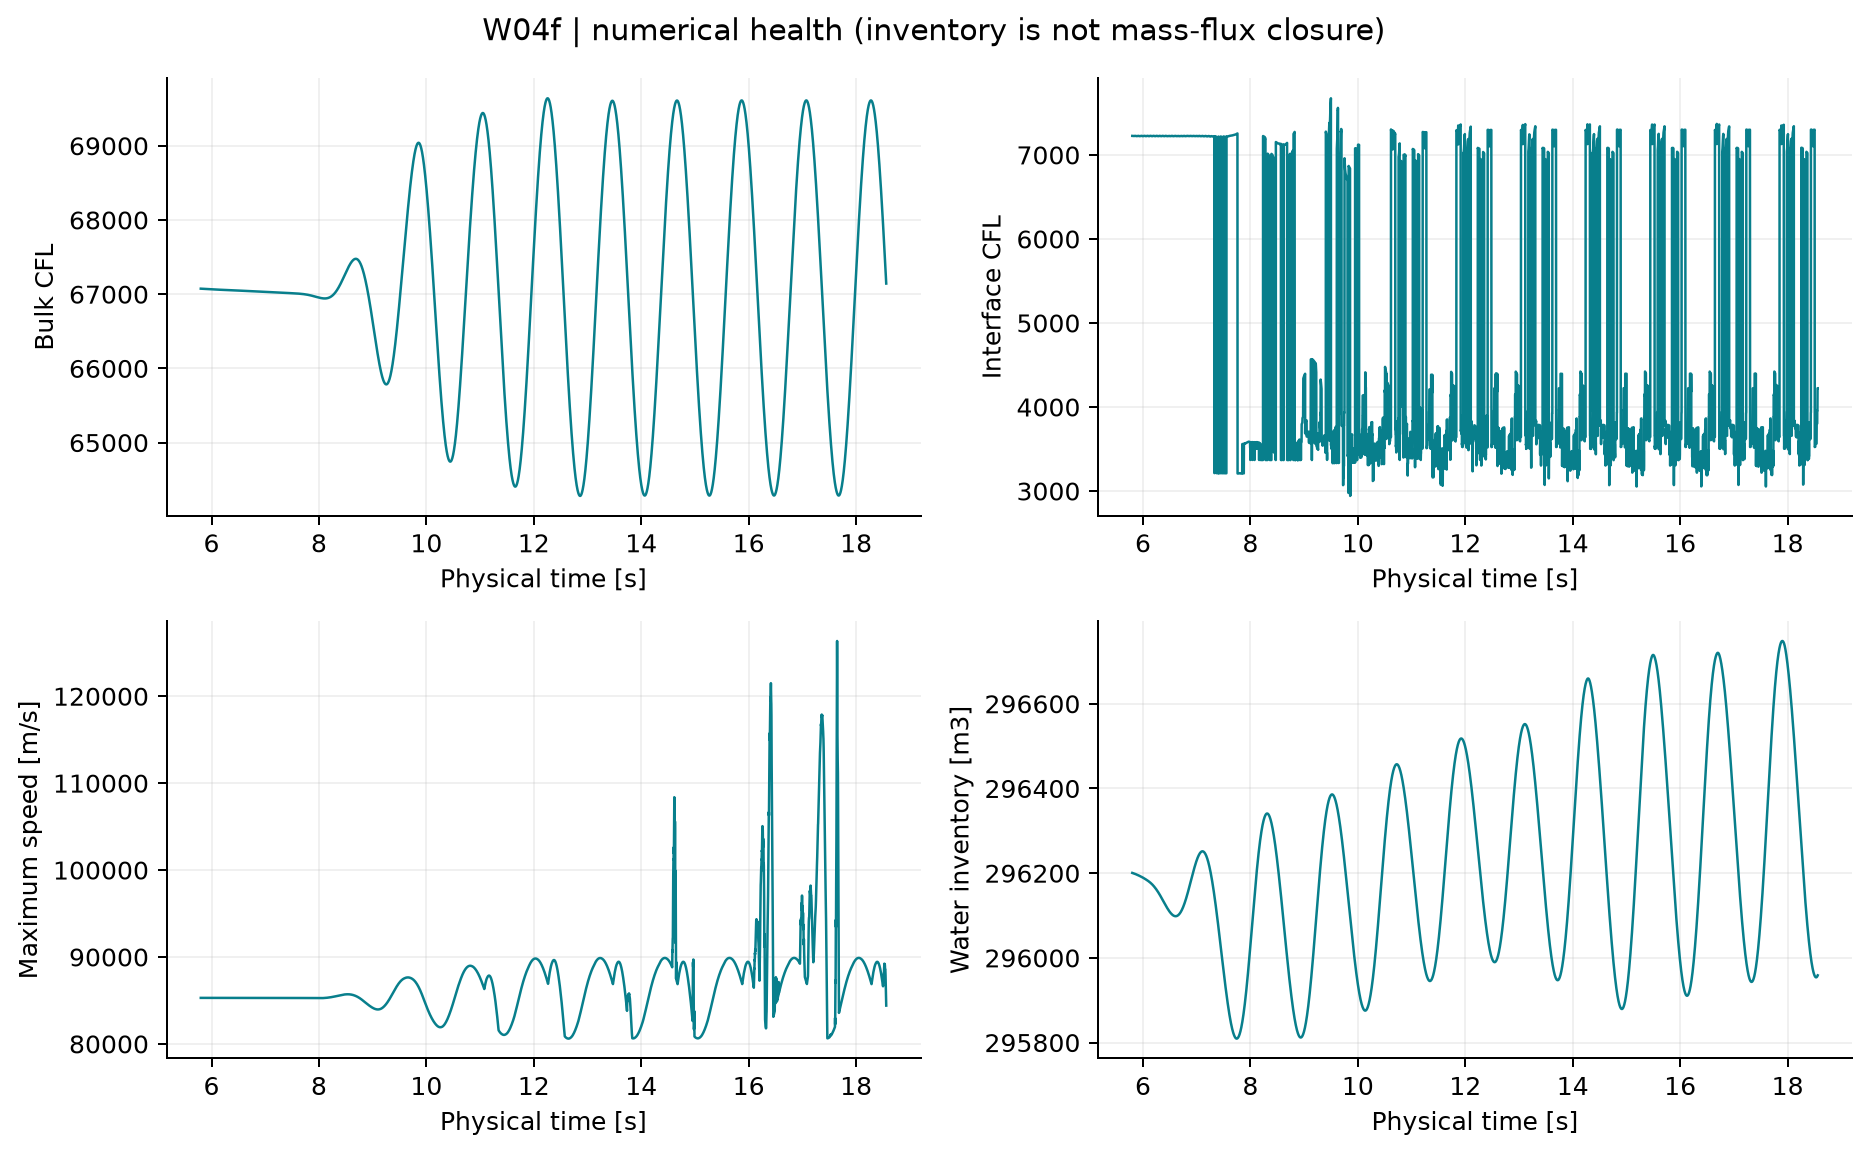 W04f | numerical health (inventory is not mass-flux closure)
Bulk CFL
69000
68000
67000
66000
65000
6 8 10 12 14 16 18
Physical time [s]
Interface CFL
7000
6000
5000
4000
3000
6 8 10 12 14 16 18
Physical time [s]
Maximum speed [m/s]
120000
110000
100000
90000
80000
6 8 10 12 14 16 18
Physical time [s]
Water inventory [m3]
296600
296400
296200
296000
295800
6 8 10 12 14 16 18
Physical time [s]